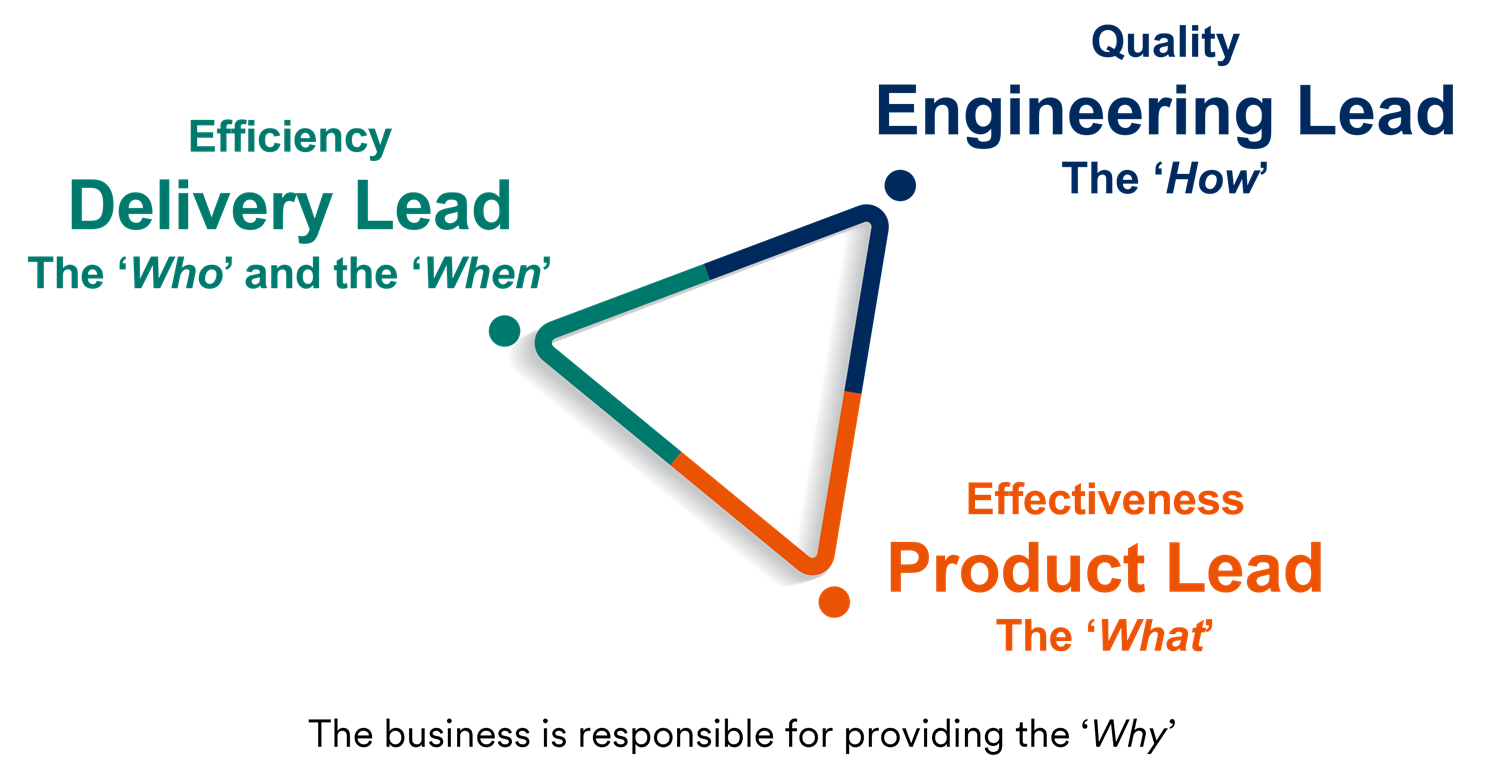 Quality
Engineering Lead
The ‘How’
Efficiency
Delivery Lead
The ‘Who’ and the ‘When’
Effectiveness
Product Lead
The ‘What’
The business is responsible for providing the ‘Why’